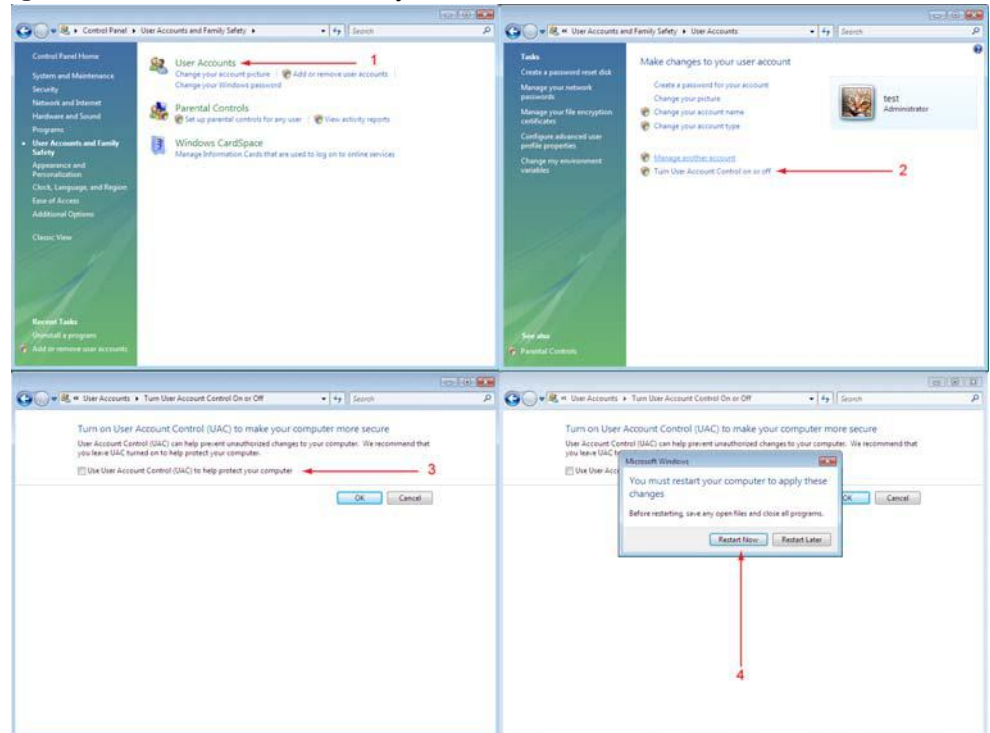 Control Panel ▸ User Accounts and Family Safety ▸
Search
Control Panel Home
System and Maintenance
Security
Network and Internet
Hardware and Sound
Programs
User Accounts and Family Safety
Appearance and Personalization
Clock, Language, and Region
Ease of Access
Additional Options
Classic View
Recent Tasks
Uninstall a program
Add or remove user accounts
User Accounts
1
Change your account picture
Add or remove user accounts
Change your Windows password
Parental Controls
Set up parental controls for any user
View activity reports
Windows CardSpace
Manage Information Cards that are used to log on to online services
« User Accounts and Family Safety ▸ User Accounts
Search
Tasks
Create a password reset disk
Manage your network passwords
Manage your file encryption certificates
Configure advanced user profile properties
Change my environment variables
See also
Parental Controls
Make changes to your user account
Create a password for your account
Change your picture
Change your account name
Change your account type
Manage another account
Turn User Account Control on or off
2
test
Administrator
« User Accounts ▸ Turn User Account Control On or Off
Search
Turn on User Account Control (UAC) to make your computer more secure
User Account Control (UAC) can help prevent unauthorized changes to your computer. We recommend that
you leave UAC turned on to help protect your computer.
Use User Account Control (UAC) to help protect your computer
3
OK
Cancel
« User Accounts ▸ Turn User Account Control On or Off
Search
Turn on User Account Control (UAC) to make your computer more secure
User Account Control (UAC) can help prevent unauthorized changes to your computer. We recommend that
you leave UAC
Use User Acc
Microsoft Windows
You must restart your computer to apply these
changes
Before restarting, save any open files and close all programs.
Restart Now
Restart Later
OK
Cancel
4